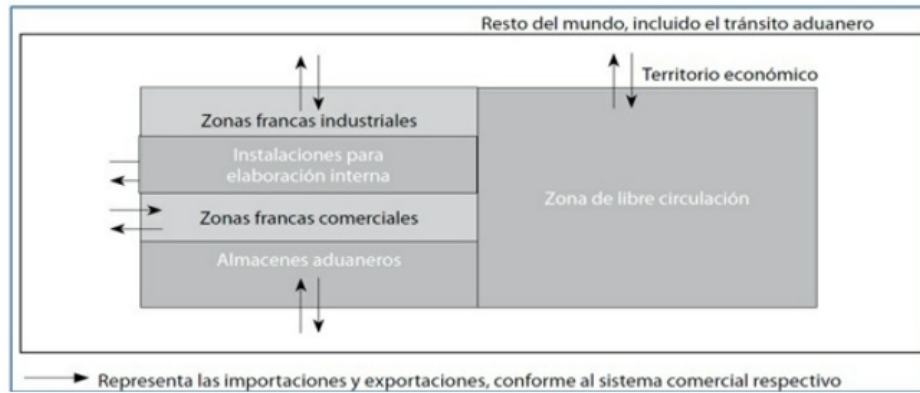 Resto del mundo, incluido el tránsito aduanero
Territorio económico
Zonas francas industriales
Instalaciones para
elaboración interna
Zonas francas comerciales
Zona de libre circulación
Almacenes aduaneros
Representa las importaciones y exportaciones, conforme al sistema comercial respectivo